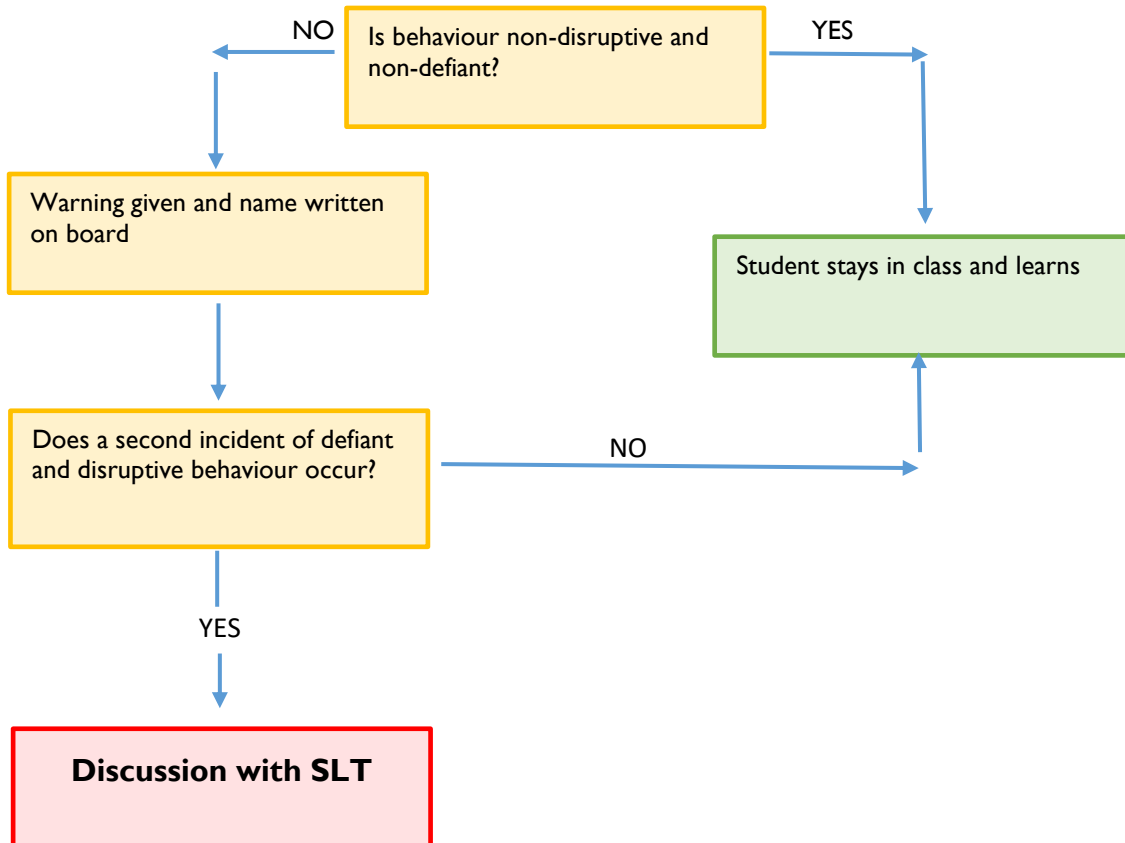 NO
Is behaviour non-disruptive and
non-defiant?
YES
Warning given and name written
on board
Student stays in class and learns
Does a second incident of defiant
and disruptive behaviour occur?
NO
YES
Discussion with SLT